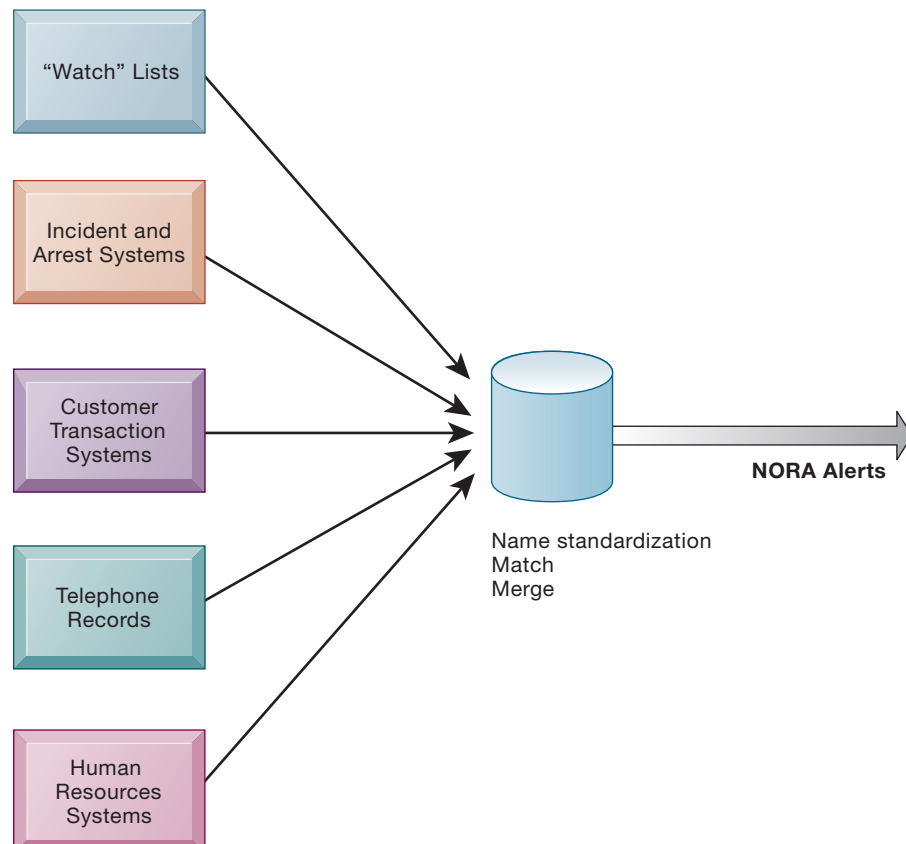 “Watch” Lists
Incident and
Arrest Systems
Customer
Transaction
Systems
Telephone
Records
Human
Resources
Systems
Name standardization
Match
Merge
NORA Alerts